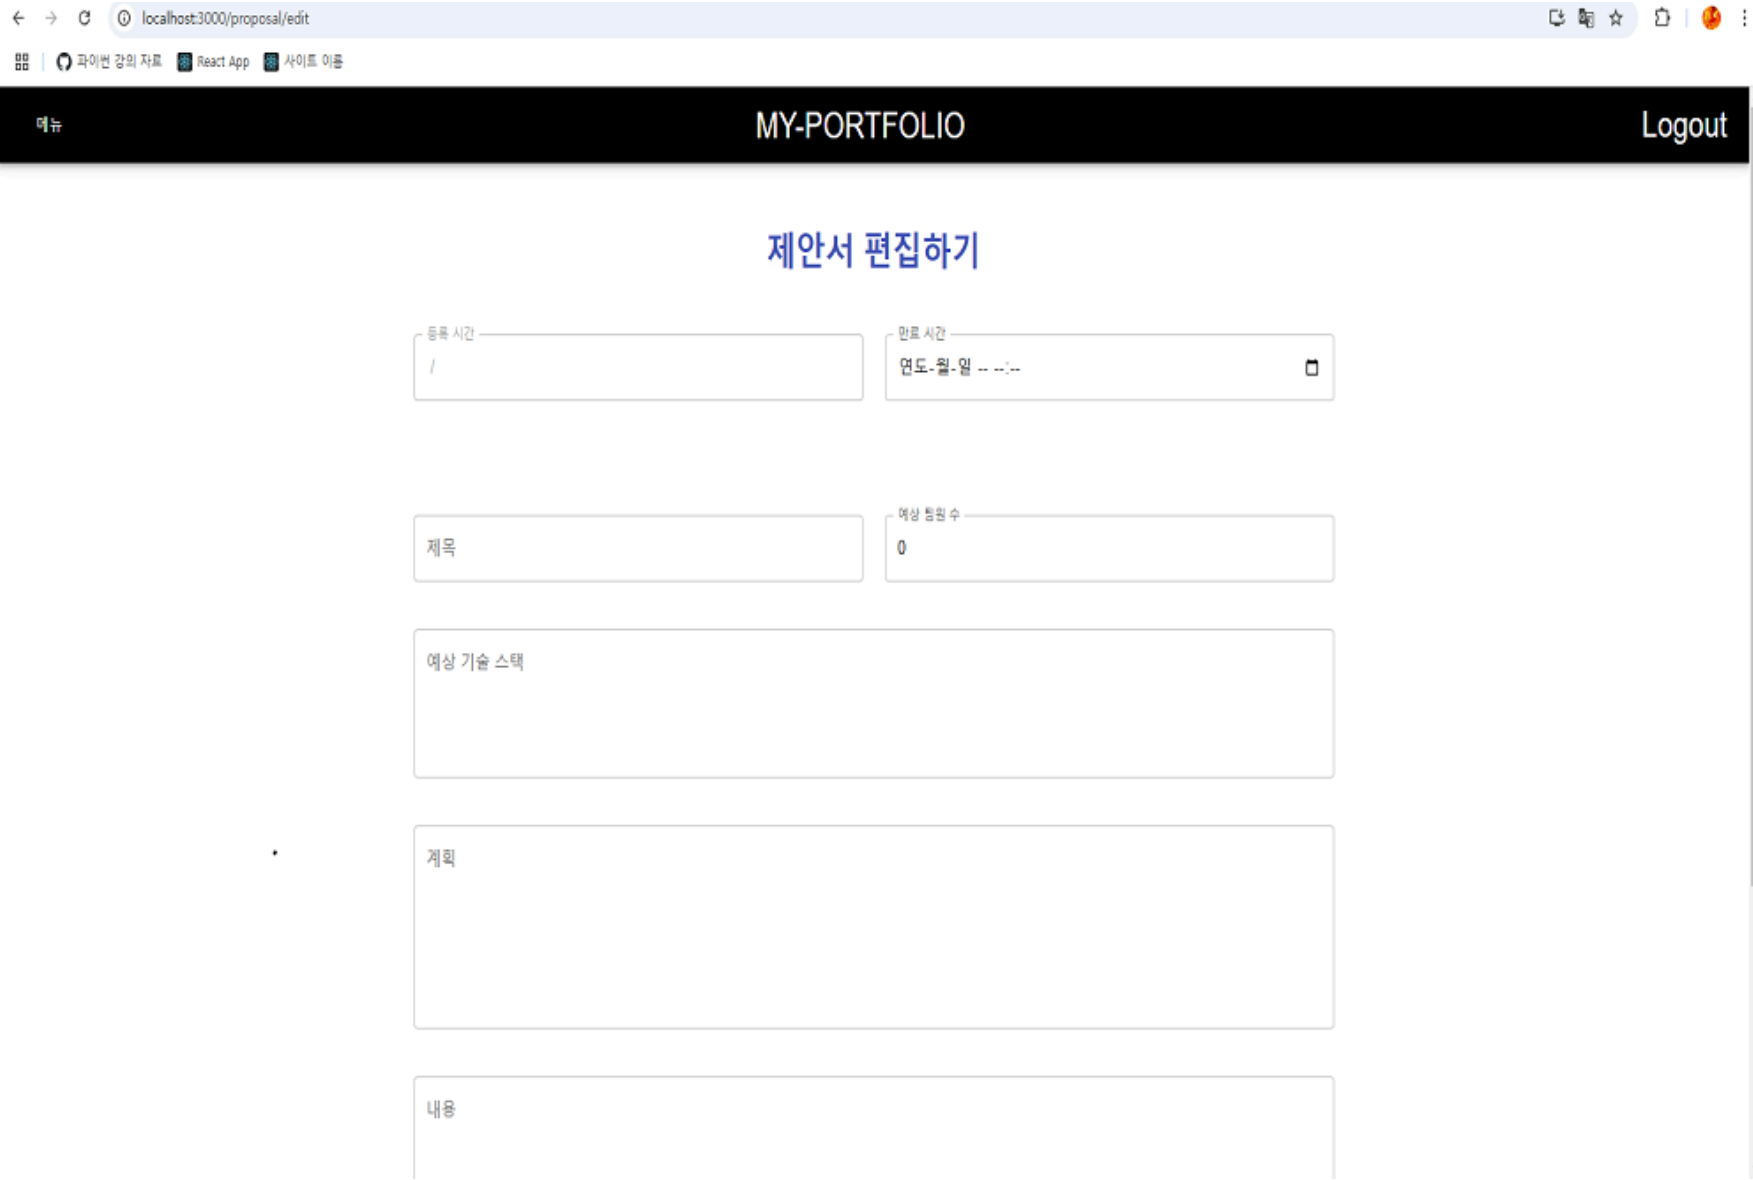 localhost:3000/proposal/edit
파이썬 강의 자료 React App 사이트 이름
메뉴 MY-PORTFOLIO Logout
제안서 편집하기
등록 시간 만료 시간
/ 연도-월-일 -- --:--
예상 팀원 수
제목 0
예상 기술 스택
계획
내용